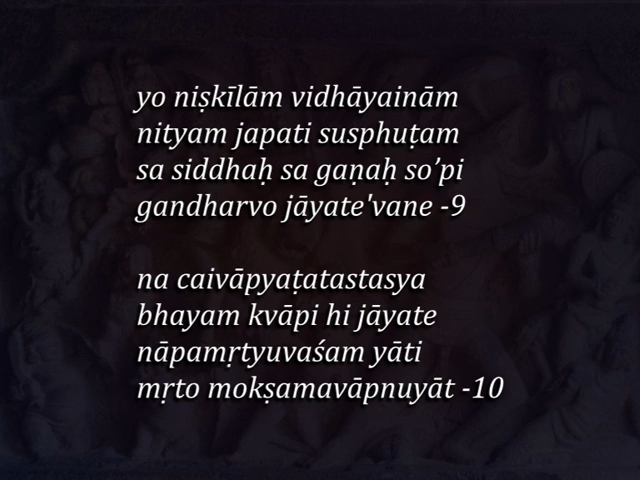 yo niṣkīlām vidhāyainām
nityam japati susphuṭam
sa siddhaḥ sa gaṇaḥ so’pi
gandharvo jāyate'vane -9
na caivāpyaṭatastasya
bhayam kvāpi hi jāyate
nāpamṛtyuvaśam yāti
mṛto mokṣamavāpnuyāt -10